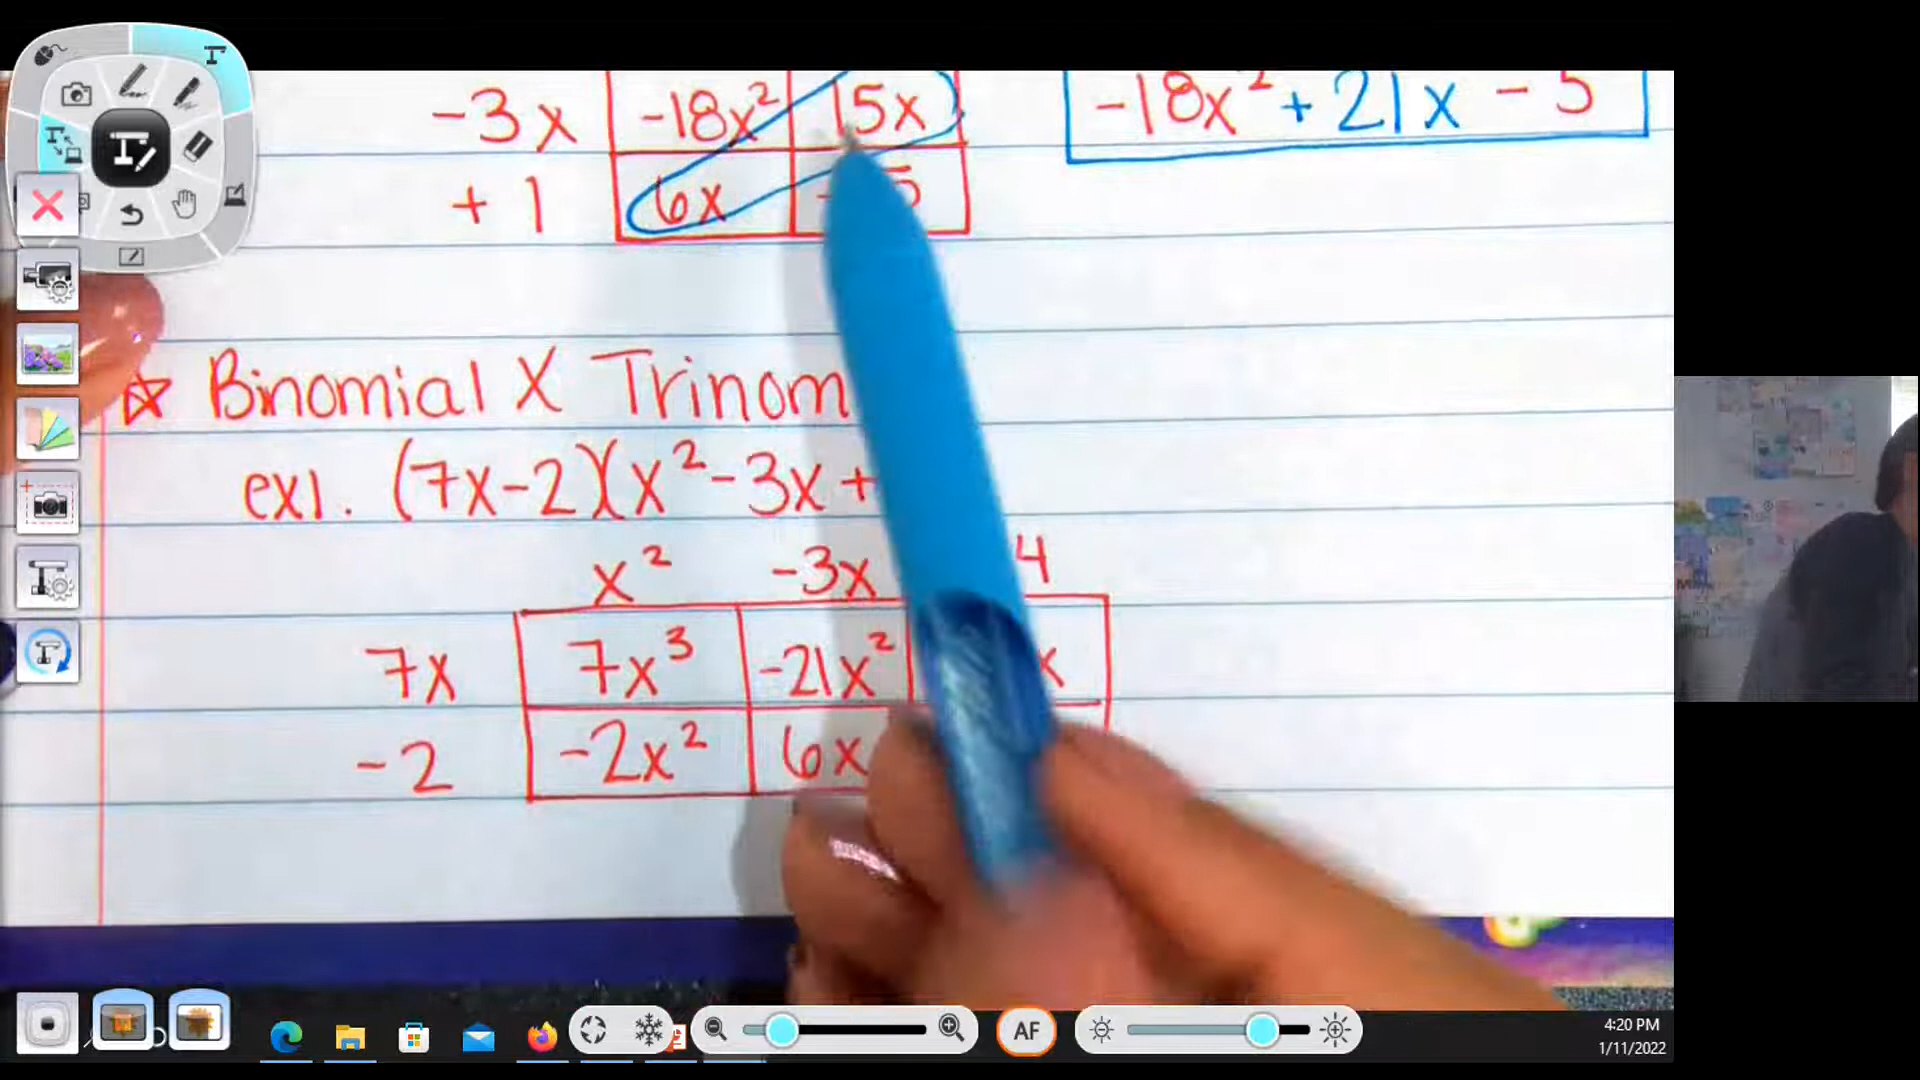 -3x -18x² 15x
+1 6x
-18x² + 21x - 5
Binomial X
ex1. (7x-2)(x²-3x+
x² -3x 4
7x 7x³ -21x² x
-2 -2x² 6x
AF
4:20 PM
1/11/2022